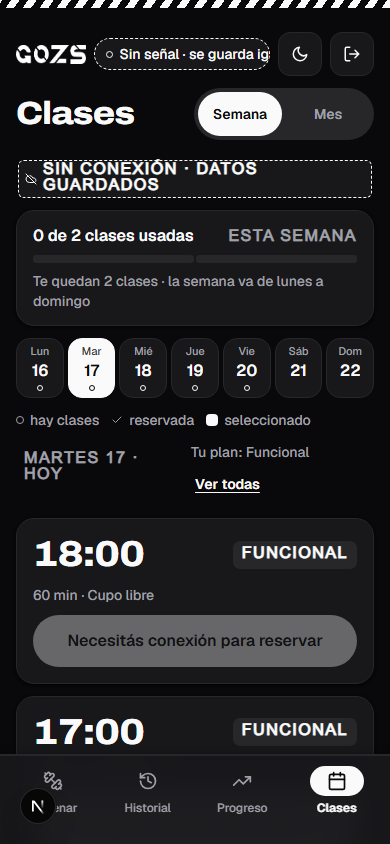 GOZS
Sin señal · se guarda ig
Clases
Semana
Mes
SIN CONEXIÓN · DATOS
GUARDADOS
0 de 2 clases usadas
ESTA SEMANA
Te quedan 2 clases · la semana va de lunes a
domingo
Lun
Mar
Mié
Jue
Vie
Sáb
Dom
16
17
18
19
20
21
22
hay clases
reservada
seleccionado
MARTES 17 ·
HOY
Tu plan: Funcional
Ver todas
18:00
FUNCIONAL
60 min · Cupo libre
Necesitás conexión para reservar
17:00
FUNCIONAL
N
enar
Historial
Progreso
Clases